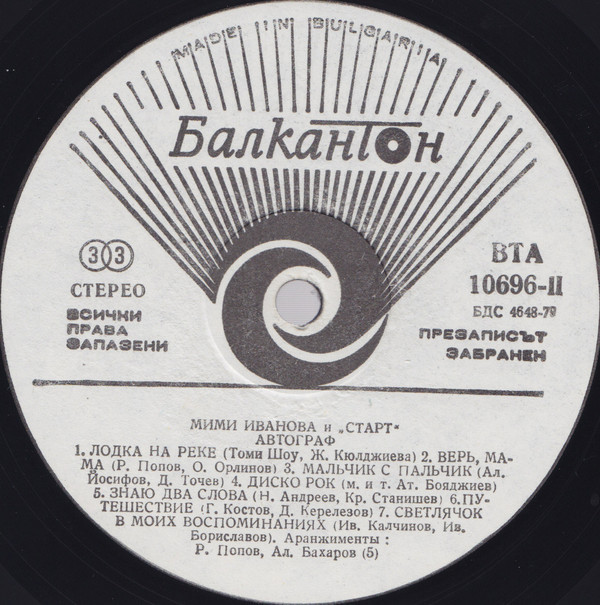 MADE IN BULGARIA
Балкантон
33
СТЕРЕО
ВСИЧКИ
ПРАВА
ЗАПАЗЕНИ
ВТА
10696-II
БДС 4648-79
ПРЕЗАПИСЪТ
ЗАБРАНЕН
МИМИ ИВАНОВА и „СТАРТ“
АВТОГРАФ
1. ЛОДКА НА РЕКЕ (Томи Шоу, Ж. Кюлджиева) 2. ВЕРЬ, МА-
МА (Р. Попов, О. Орлинов) 3. МАЛЬЧИК С ПАЛЬЧИК (Ал.
Йосифов, Д. Точев) 4. ДИСКО РОК (м. и т. Ат. Бояджиев)
5. ЗНАЮ ДВА СЛОВА (Н. Андреев, Кр. Станишев) 6.ПУ-
ТЕШЕСТВИЕ (Г. Костов, Д. Керелезов) 7. СВЕТЛЯЧОК
В МОИХ ВОСПОМИНАНИЯХ (Ив. Калчинов, Ив.
Бориславов). Аранжименты :
Р. Попов, Ал. Бахаров (5)